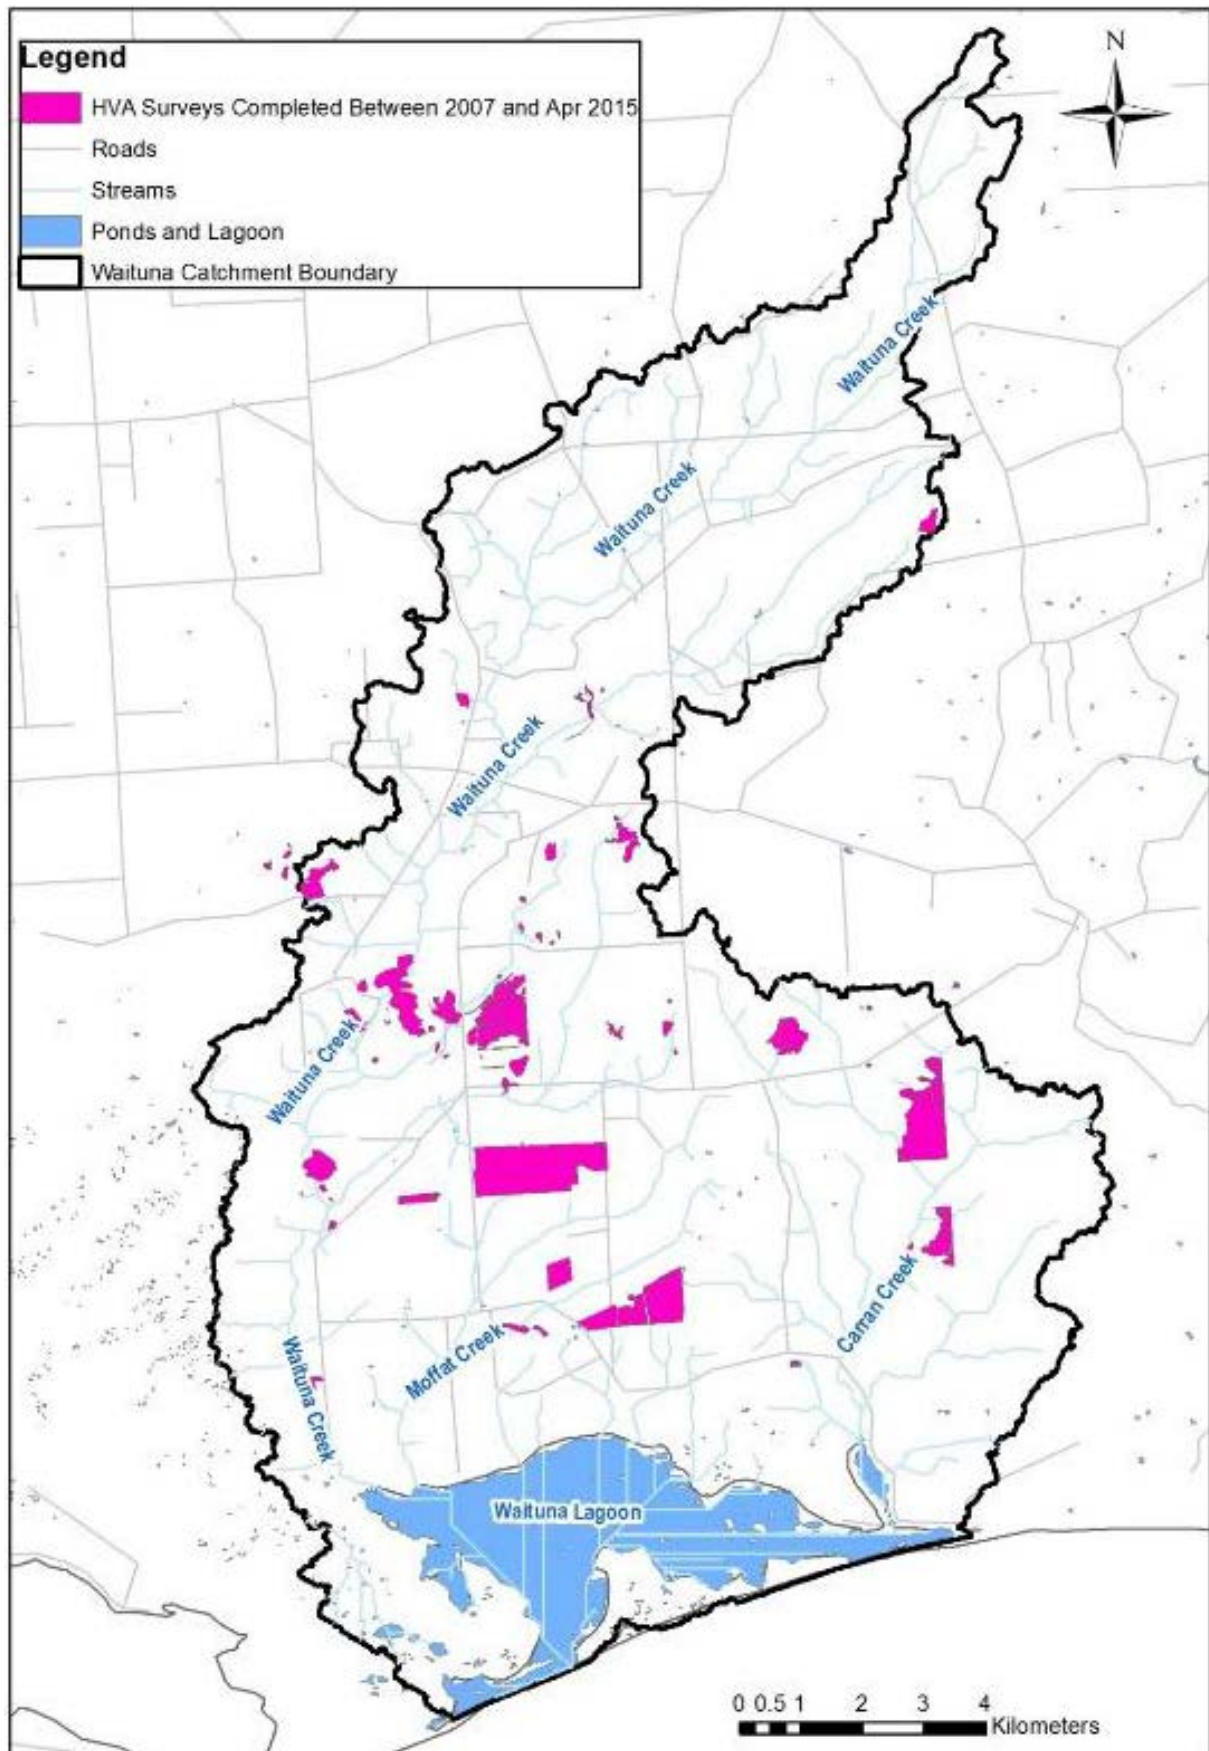 Legend
HVA Surveys Completed Between 2007 and Apr 2015
Roads
Streams
Ponds and Lagoon
Waituna Catchment Boundary
N
Waituna Creek
Waituna Creek
Waituna Creek
Waituna Creek
Carran Creek
Moffat Creek
Waituna Creek
Waituna Lagoon
0 0.5 1 2 3 4
Kilometers